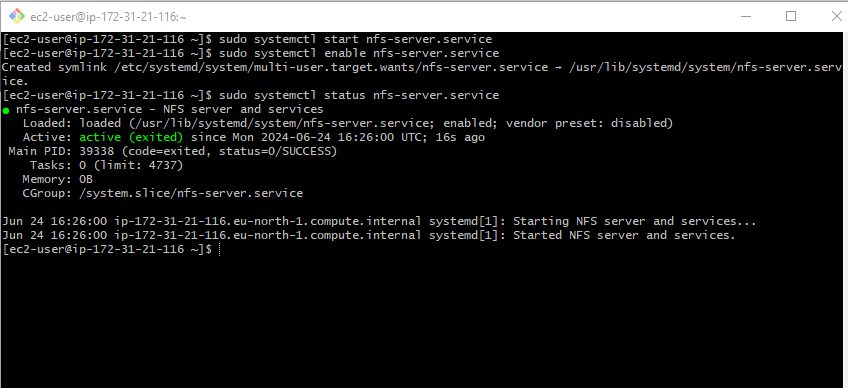 ec2-user@ip-172-31-21-116:~
[ec2-user@ip-172-31-21-116 ~]$ sudo systemctl start nfs-server.service
[ec2-user@ip-172-31-21-116 ~]$ sudo systemctl enable nfs-server.service
Created symlink /etc/systemd/system/multi-user.target.wants/nfs-server.service → /usr/lib/systemd/system/nfs-server.serv
ice.
[ec2-user@ip-172-31-21-116 ~]$ sudo systemctl status nfs-server.service
● nfs-server.service - NFS server and services
Loaded: loaded (/usr/lib/systemd/system/nfs-server.service; enabled; vendor preset: disabled)
Active: active (exited) since Mon 2024-06-24 16:26:00 UTC; 16s ago
Main PID: 39338 (code=exited, status=0/SUCCESS)
Tasks: 0 (limit: 4737)
Memory: 0B
CGroup: /system.slice/nfs-server.service
Jun 24 16:26:00 ip-172-31-21-116.eu-north-1.compute.internal systemd[1]: Starting NFS server and services...
Jun 24 16:26:00 ip-172-31-21-116.eu-north-1.compute.internal systemd[1]: Started NFS server and services.
[ec2-user@ip-172-31-21-116 ~]$